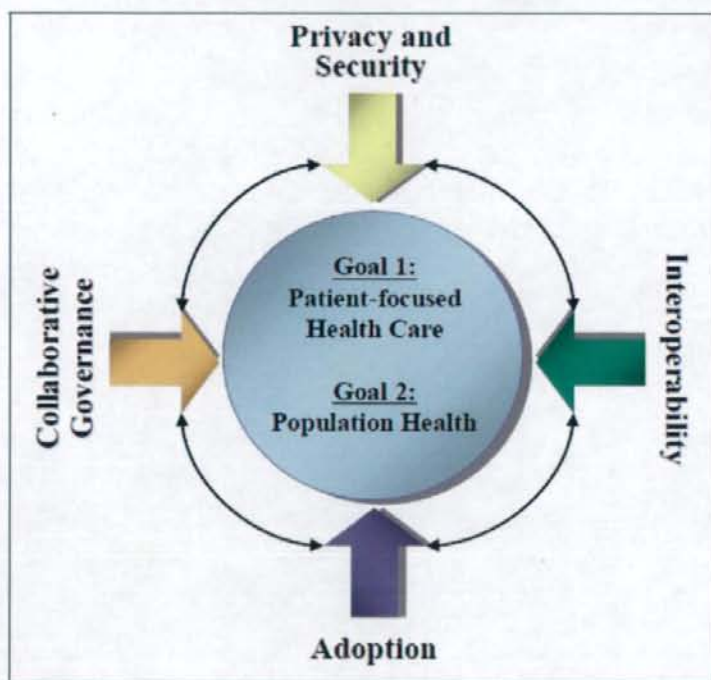 Privacy and
Security
Collaborative
Governance
Goal 1:
Patient-focused
Health Care
Goal 2:
Population Health
Interoperability
Adoption